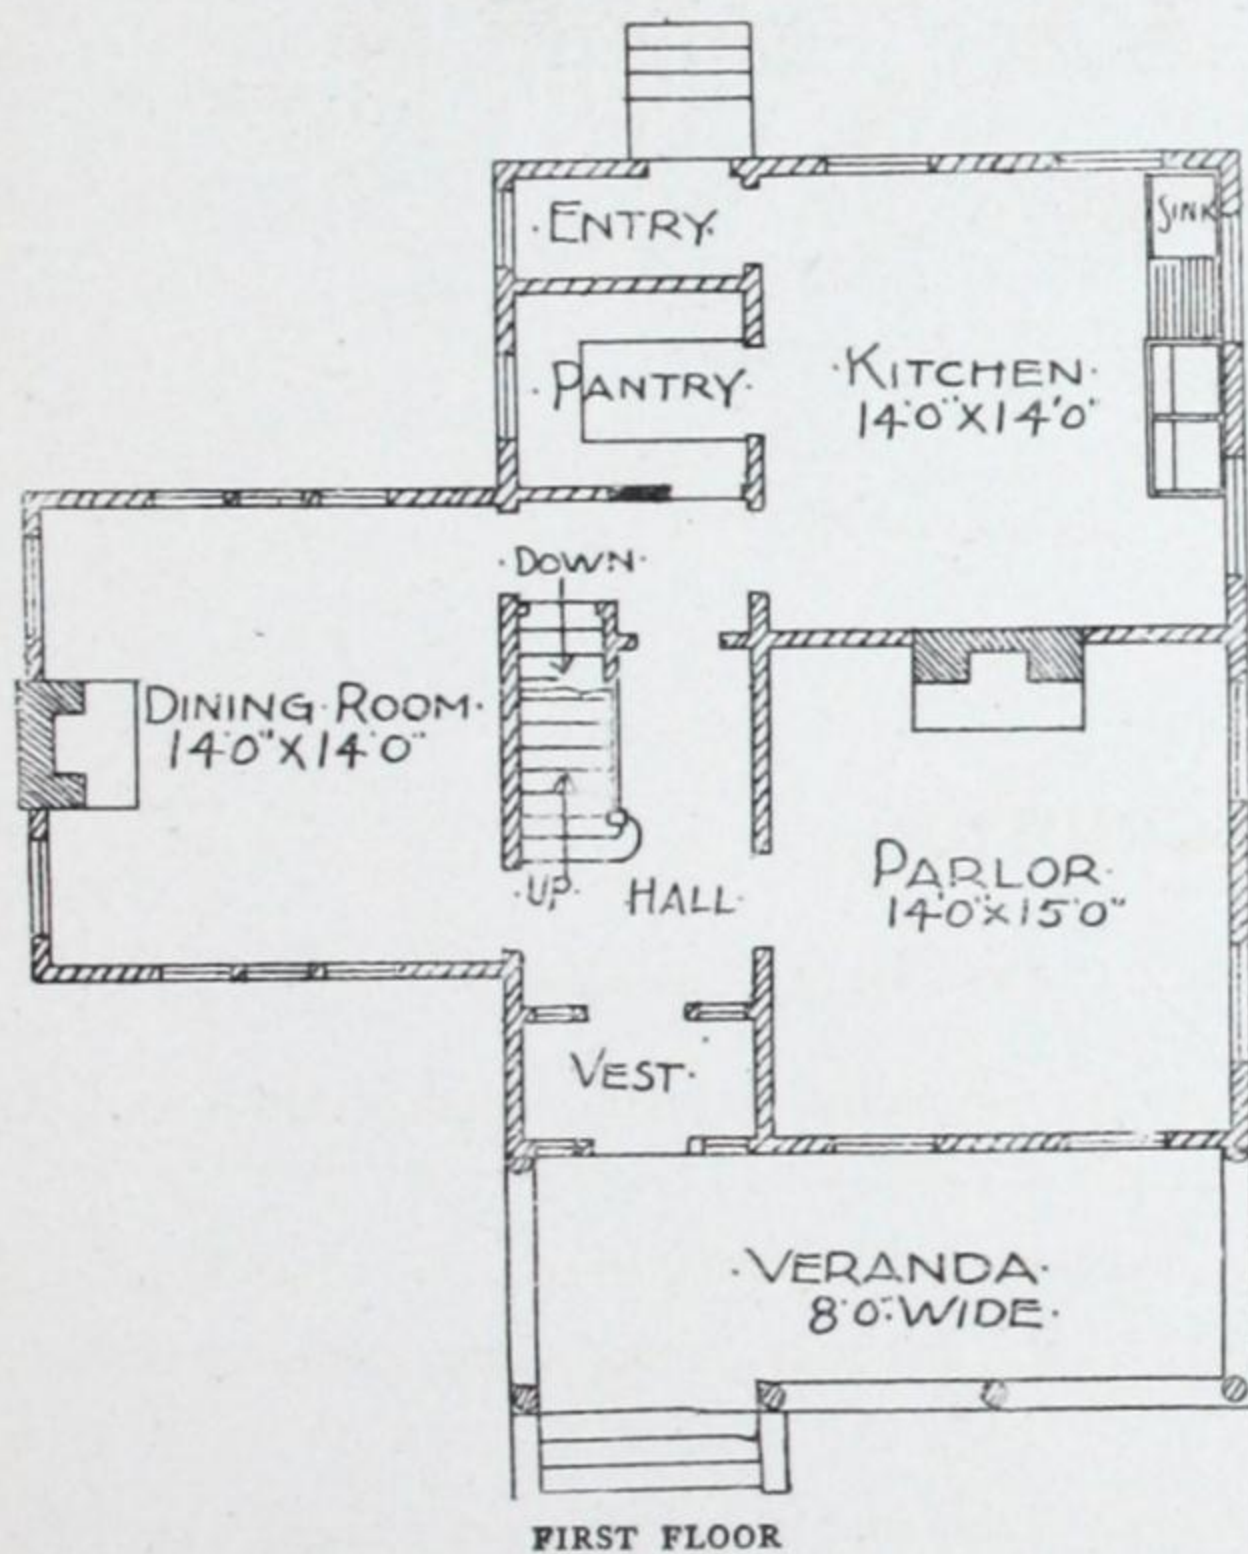 ·ENTRY·
SINK
·PANTRY·
·KITCHEN·
14'0"X14'0"
·DOWN·
DINING·ROOM·
14'0"X14'0"
·UP·
HALL·
PARLOR·
14'0"X15'0"
VEST·
·VERANDA·
8'0"·WIDE·
FIRST FLOOR